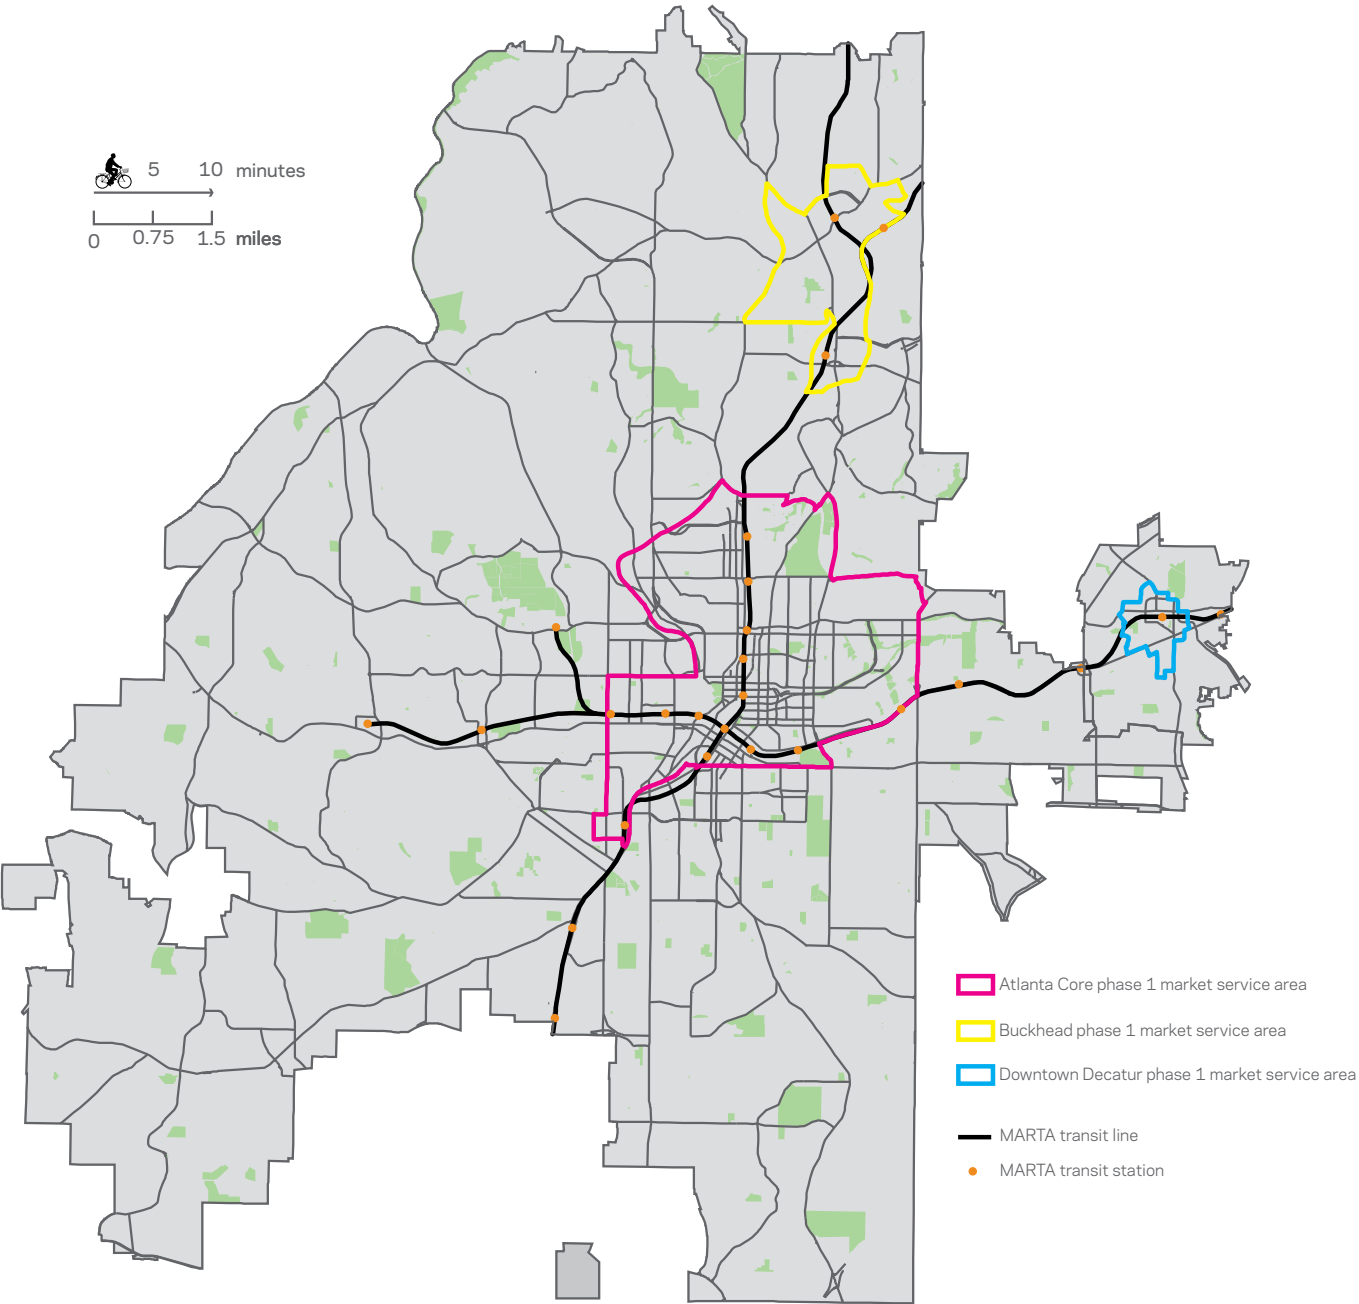 5 10 minutes
0 0.75 1.5 miles
Atlanta Core phase 1 market service area
Buckhead phase 1 market service area
Downtown Decatur phase 1 market service area
MARTA transit line
MARTA transit station